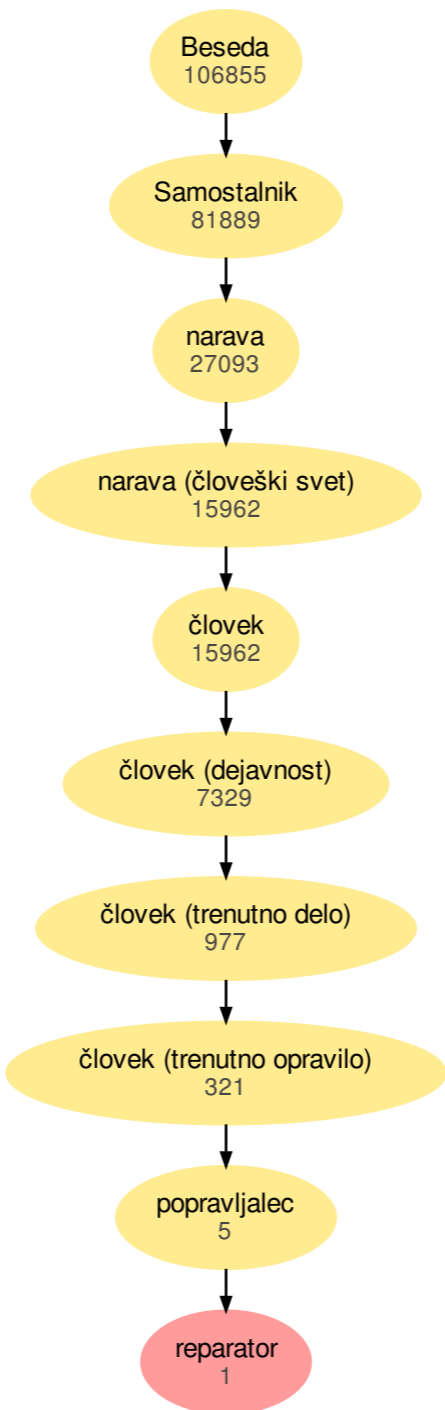 Beseda
106855
Samostalnik
81889
narava
27093
narava (človeški svet)
15962
človek
15962
človek (dejavnost)
7329
človek (trenutno delo)
977
človek (trenutno opravilo)
321
popravljalec
5
reparator
1